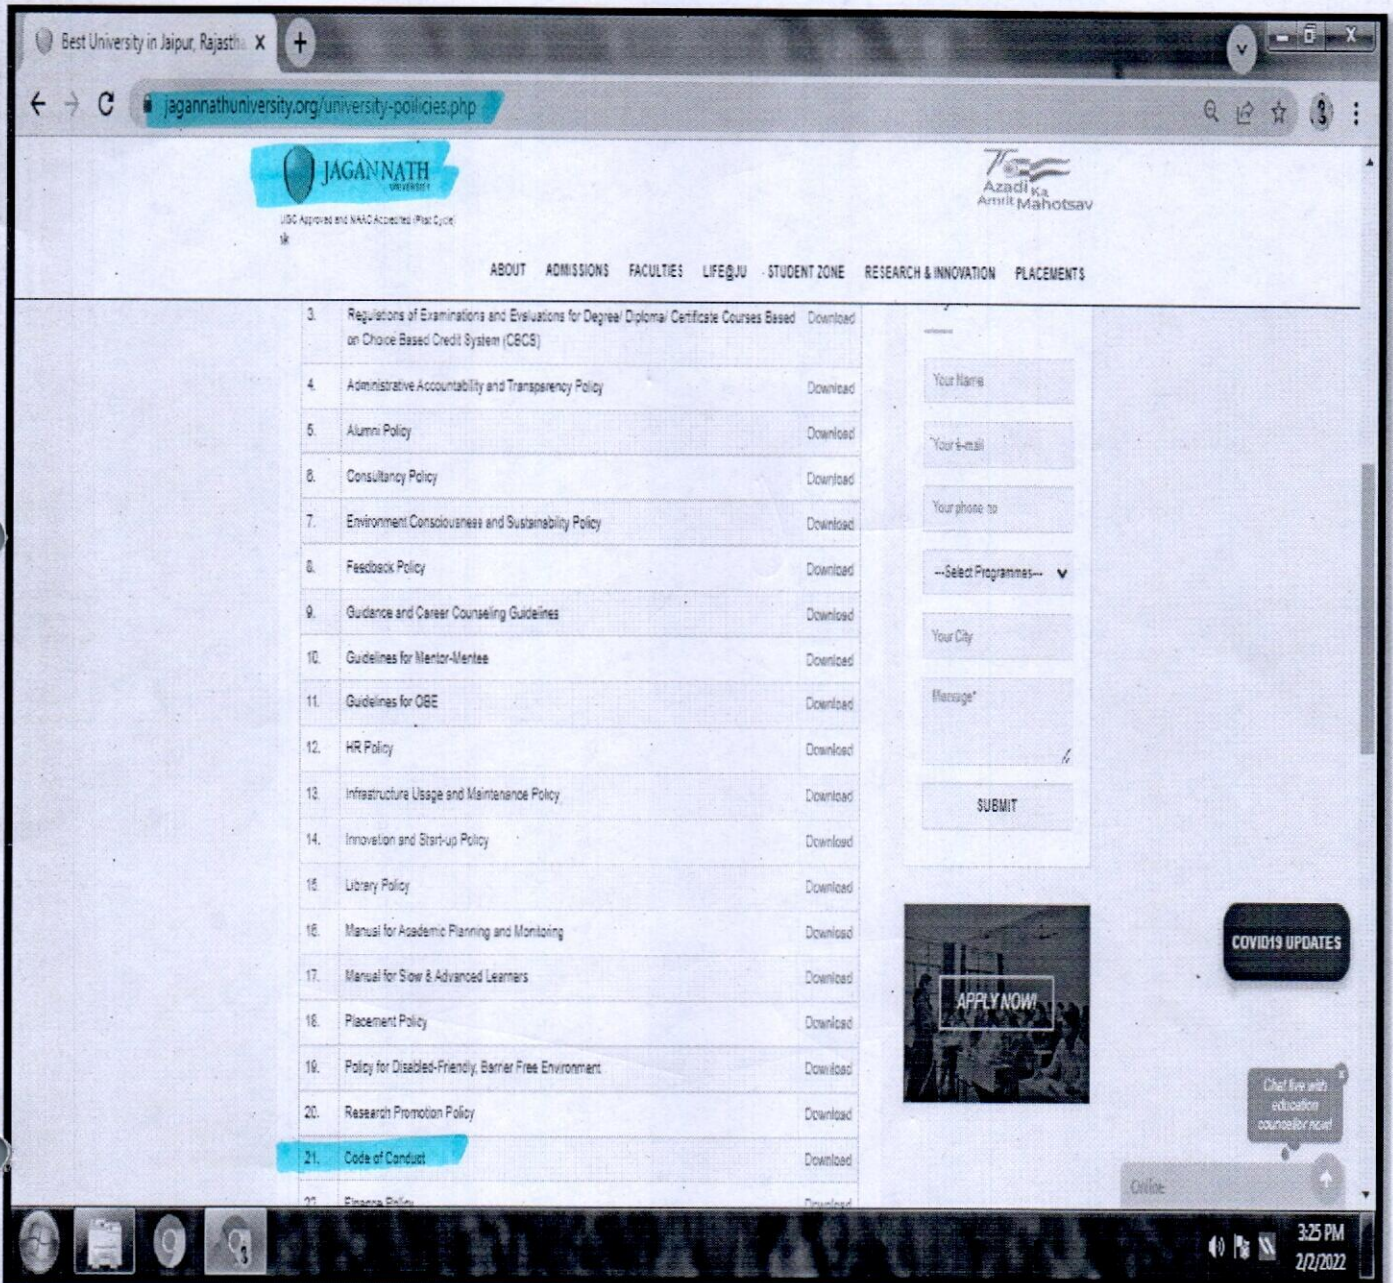 Best University in Jaipur, Rajastha
jagannathuniversity.org/university-poilicies.php
JAGANNATH
UNIVERSITY
UGC Approved and NAAC Accredited (First Cycle)
Azadi Ka
Amrit Mahotsav
ABOUT ADMISSIONS FACULTIES LIFE@JU STUDENT ZONE RESEARCH & INNOVATION PLACEMENTS
3. Regulations of Examinations and Evaluations for Degree/ Diploma/ Certificate Courses Based Download
on Choice Based Credit System (CBCS)
4. Administrative Accountability and Transparency Policy Download
5. Alumni Policy Download
6. Consultancy Policy Download
7. Environment Consciousness and Sustainability Policy Download
8. Feedback Policy Download
9. Guidance and Career Counseling Guidelines Download
10. Guidelines for Mentor-Mentee Download
11. Guidelines for OBE Download
12. HR Policy Download
13. Infrastructure Usage and Maintenance Policy Download
14. Innovation and Start-up Policy Download
15. Library Policy Download
16. Manual for Academic Planning and Monitoring Download
17. Manual for Slow & Advanced Learners Download
18. Placement Policy Download
19. Policy for Disabled-Friendly, Barrier Free Environment Download
20. Research Promotion Policy Download
21. Code of Conduct Download
22. Finance Policy Download
Your Name
Your E-mail
Your phone no
---Select Programmes---
Your City
Message*
SUBMIT
APPLY NOW!
COVID19 UPDATES
Chat live with
education
counsellor now!
Online
3:25 PM
2/2/2022